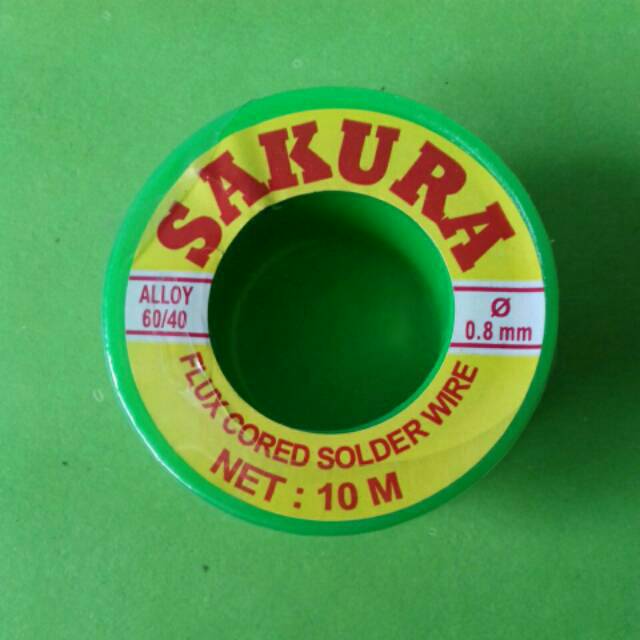 SAKURA
ALLOY
60/40
Ø
0.8 mm
FLUX CORED SOLDER WIRE
NET : 10 M